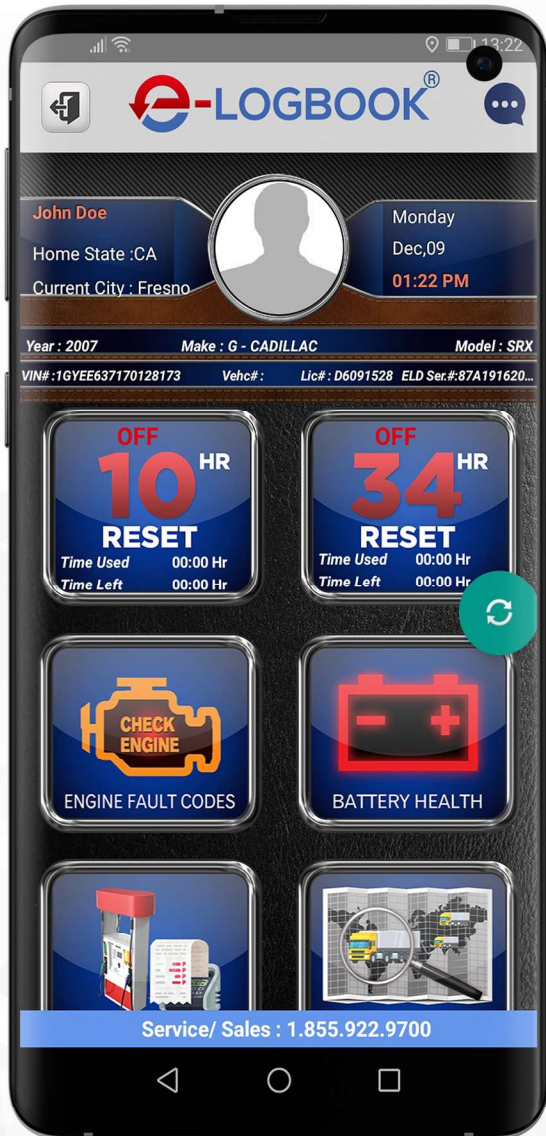 13:22
e-LOGBOOK®
John Doe
Home State :CA
Current City : Fresno
Monday
Dec,09
01:22 PM
Year : 2007 Make : G - CADILLAC Model : SRX
VIN# :1GYEE637170128173 Vehc# : Lic# : D6091528 ELD Ser.#:87A191620...
OFF
10 HR
RESET
Time Used 00:00 Hr
Time Left 00:00 Hr
OFF
34 HR
RESET
Time Used 00:00 Hr
Time Left 00:00 Hr
CHECK
ENGINE
ENGINE FAULT CODES
BATTERY HEALTH
Service/ Sales : 1.855.922.9700